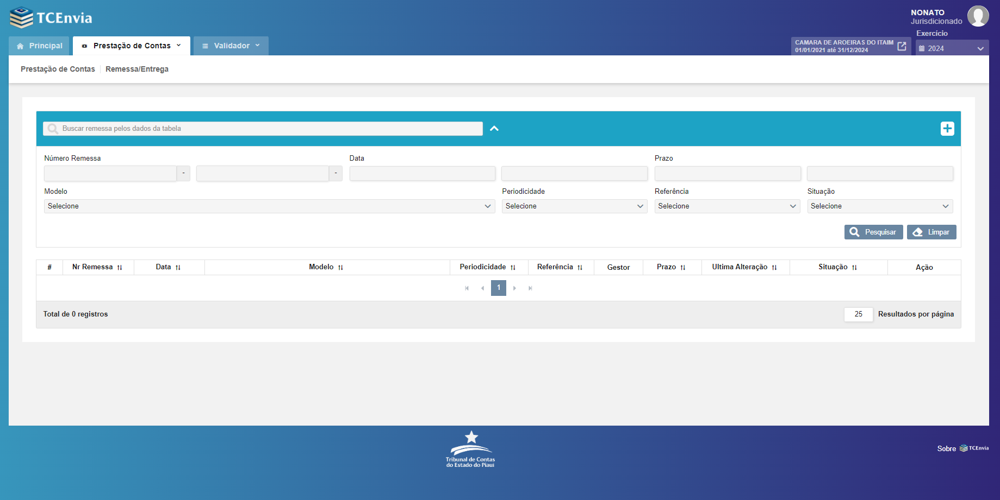 TCEnvia
NONATO
Jurisdicionado
Principal
Prestação de Contas
Validador
CAMARA DE AROEIRAS DO ITAIM
01/01/2021 até 31/12/2024
Exercício
2024
Prestação de Contas
Remessa/Entrega
Buscar remessa pelos dados da tabela
Número Remessa
Data
Prazo
-
-
Modelo
Periodicidade
Referência
Situação
Selecione
Selecione
Selecione
Selecione
Pesquisar
Limpar
# Nr Remessa Data Modelo Periodicidade Referência Gestor Prazo Ultima Alteração Situação Ação
1
Total de 0 registros
25 Resultados por página
Tribunal de Contas
do Estado do Piauí
Sobre TCEnvia